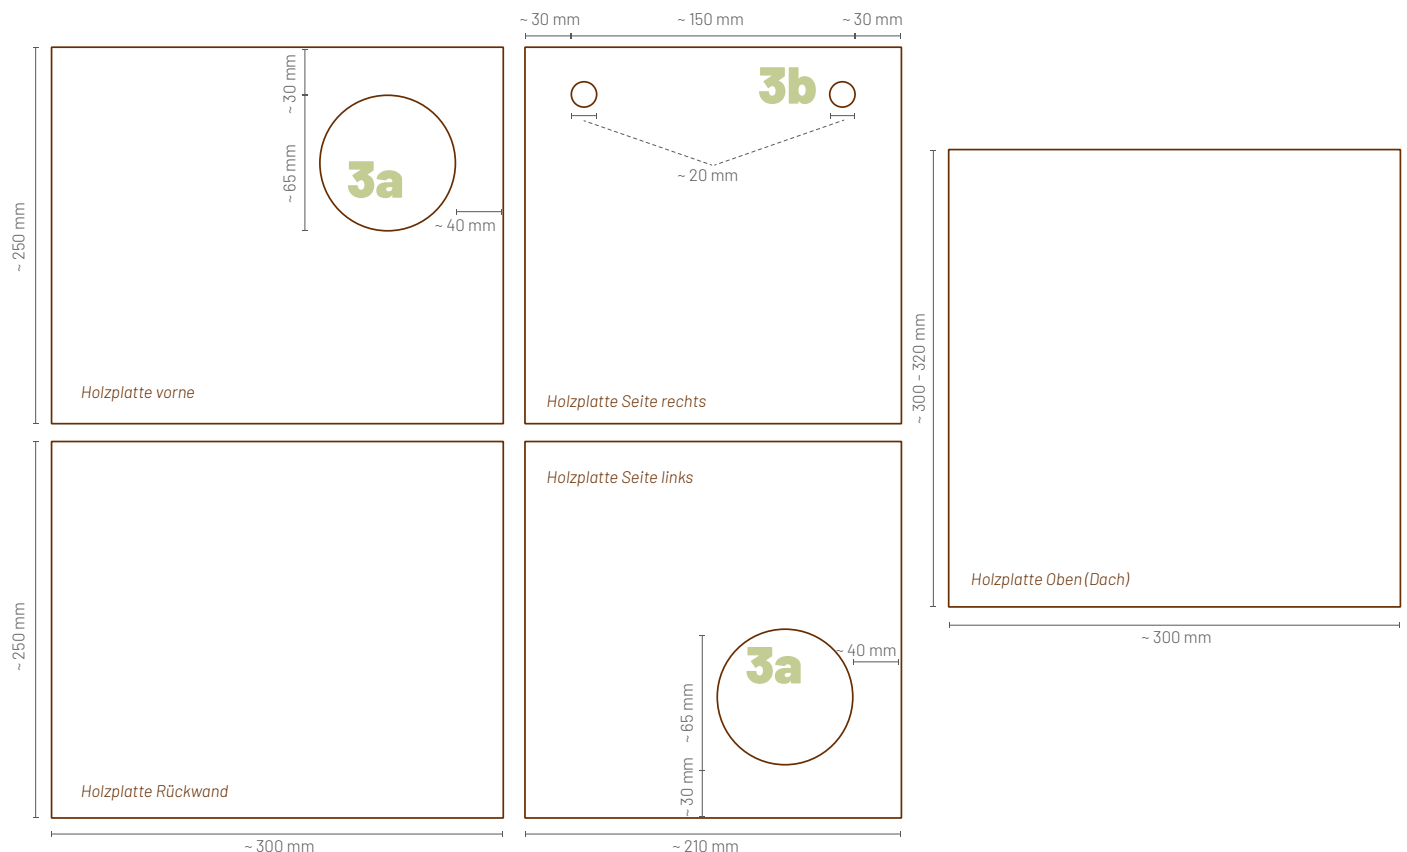 ~ 30 mm
~ 150 mm
~ 30 mm
~ 30 mm
3b
~ 65 mm
3a
~ 20 mm
~ 40 mm
~ 250 mm
~ 300 - 320 mm
Holzplatte vorne
Holzplatte Seite rechts
Holzplatte Seite links
Holzplatte Oben (Dach)
~ 300 mm
~ 250 mm
~ 40 mm
3a
~ 65 mm
~ 30 mm
Holzplatte Rückwand
~ 300 mm
~ 210 mm